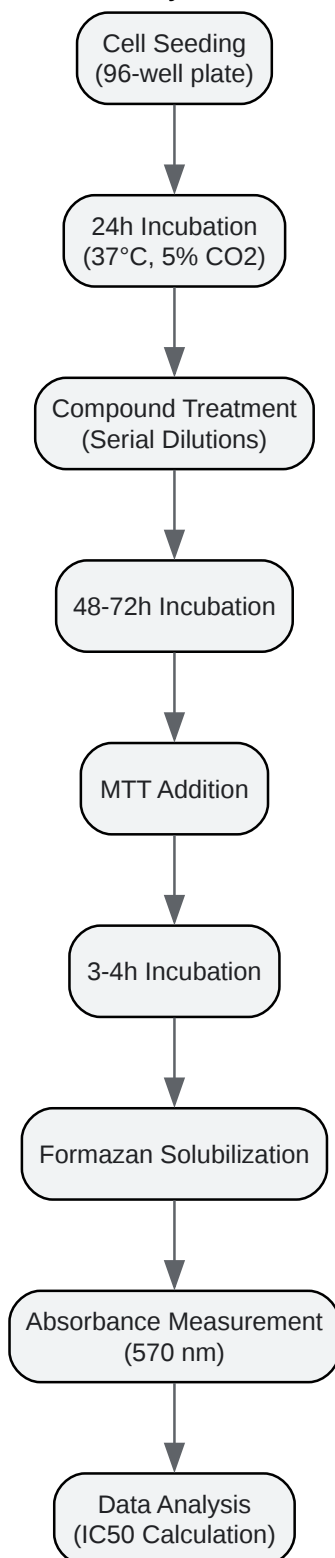 Cell Seeding
(96-well plate)
24h Incubation
(37°C, 5% CO2)
Compound Treatment
(Serial Dilutions)
48-72h Incubation
MTT Addition
3-4h Incubation
Formazan Solubilization
Absorbance Measurement
(570 nm)
Data Analysis
(IC50 Calculation)